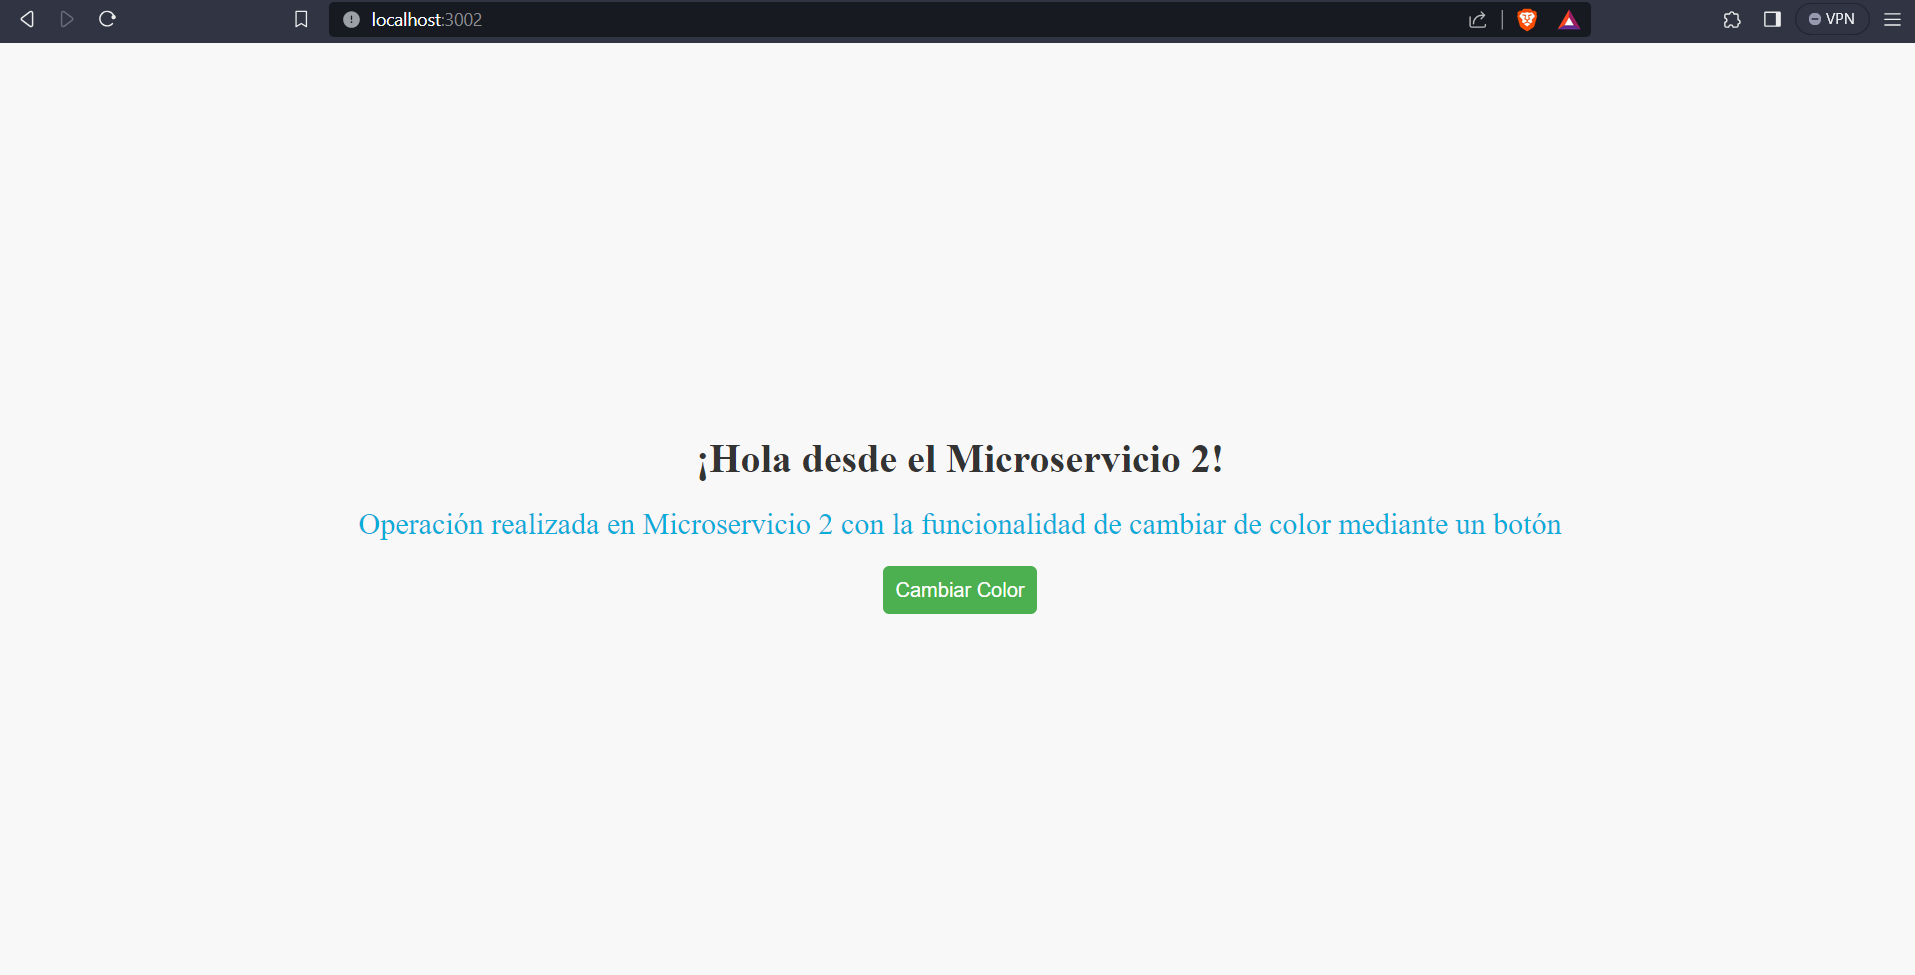 localhost:3002
VPN
¡Hola desde el Microservicio 2!
Operación realizada en Microservicio 2 con la funcionalidad de cambiar de color mediante un botón
Cambiar Color